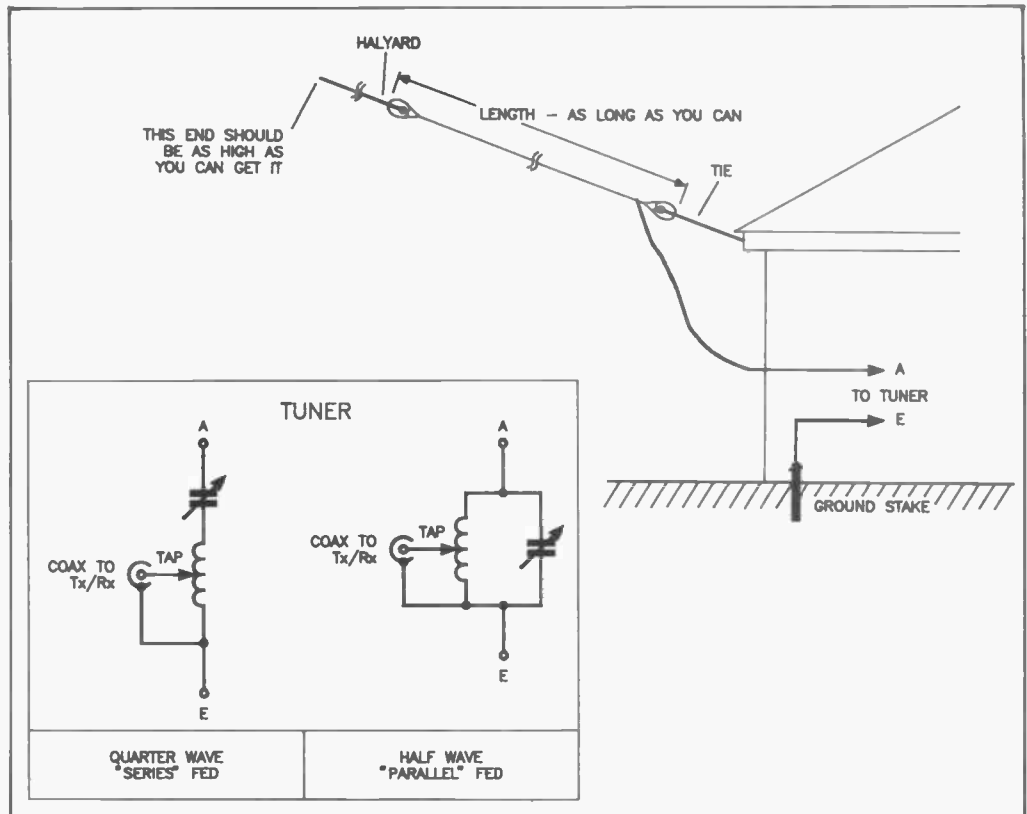 HALYARD
LENGTH – AS LONG AS YOU CAN
THIS END SHOULD
BE AS HIGH AS
YOU CAN GET IT
TIE
A
TO TUNER
E
GROUND STAKE
TUNER
A
TAP
COAX TO
Tx/Rx
E
QUARTER WAVE
"SERIES" FED
A
TAP
COAX TO
Tx/Rx
E
HALF WAVE
"PARALLEL" FED